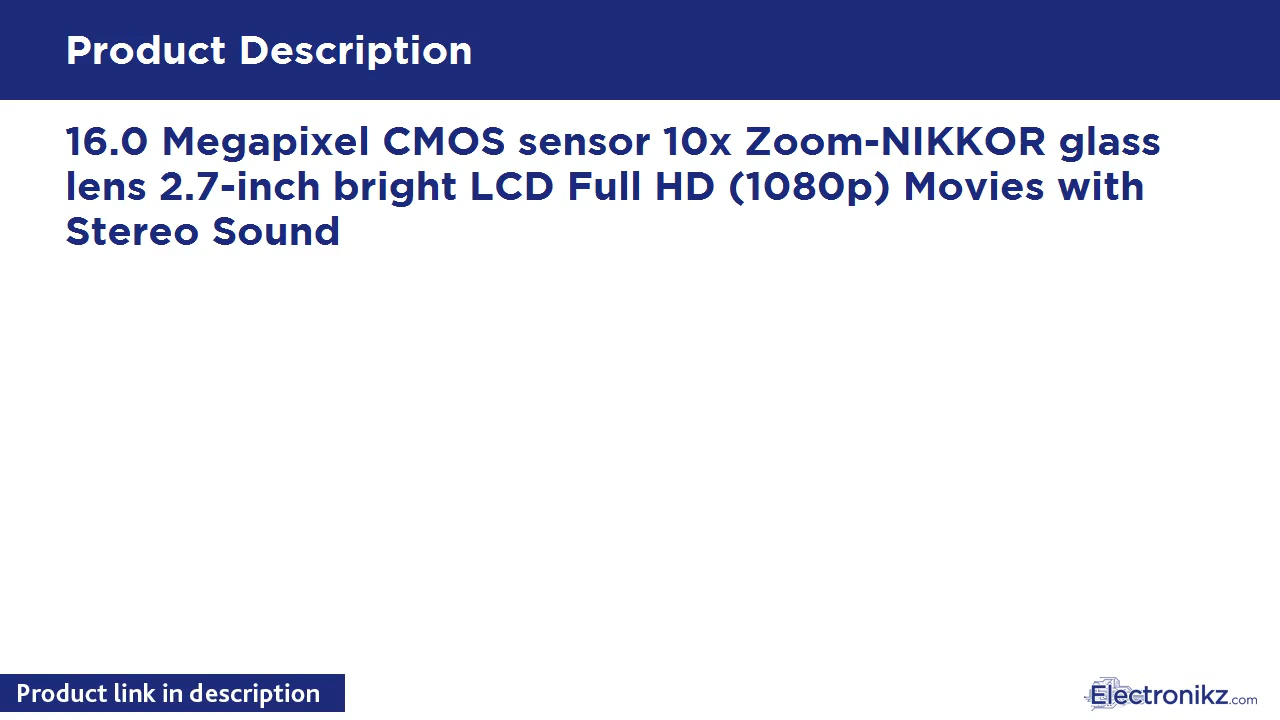 Product Description
16.0 Megapixel CMOS sensor 10x Zoom-NIKKOR glass
lens 2.7-inch bright LCD Full HD (1080p) Movies with
Stereo Sound
Product link in description
Electronikz.com